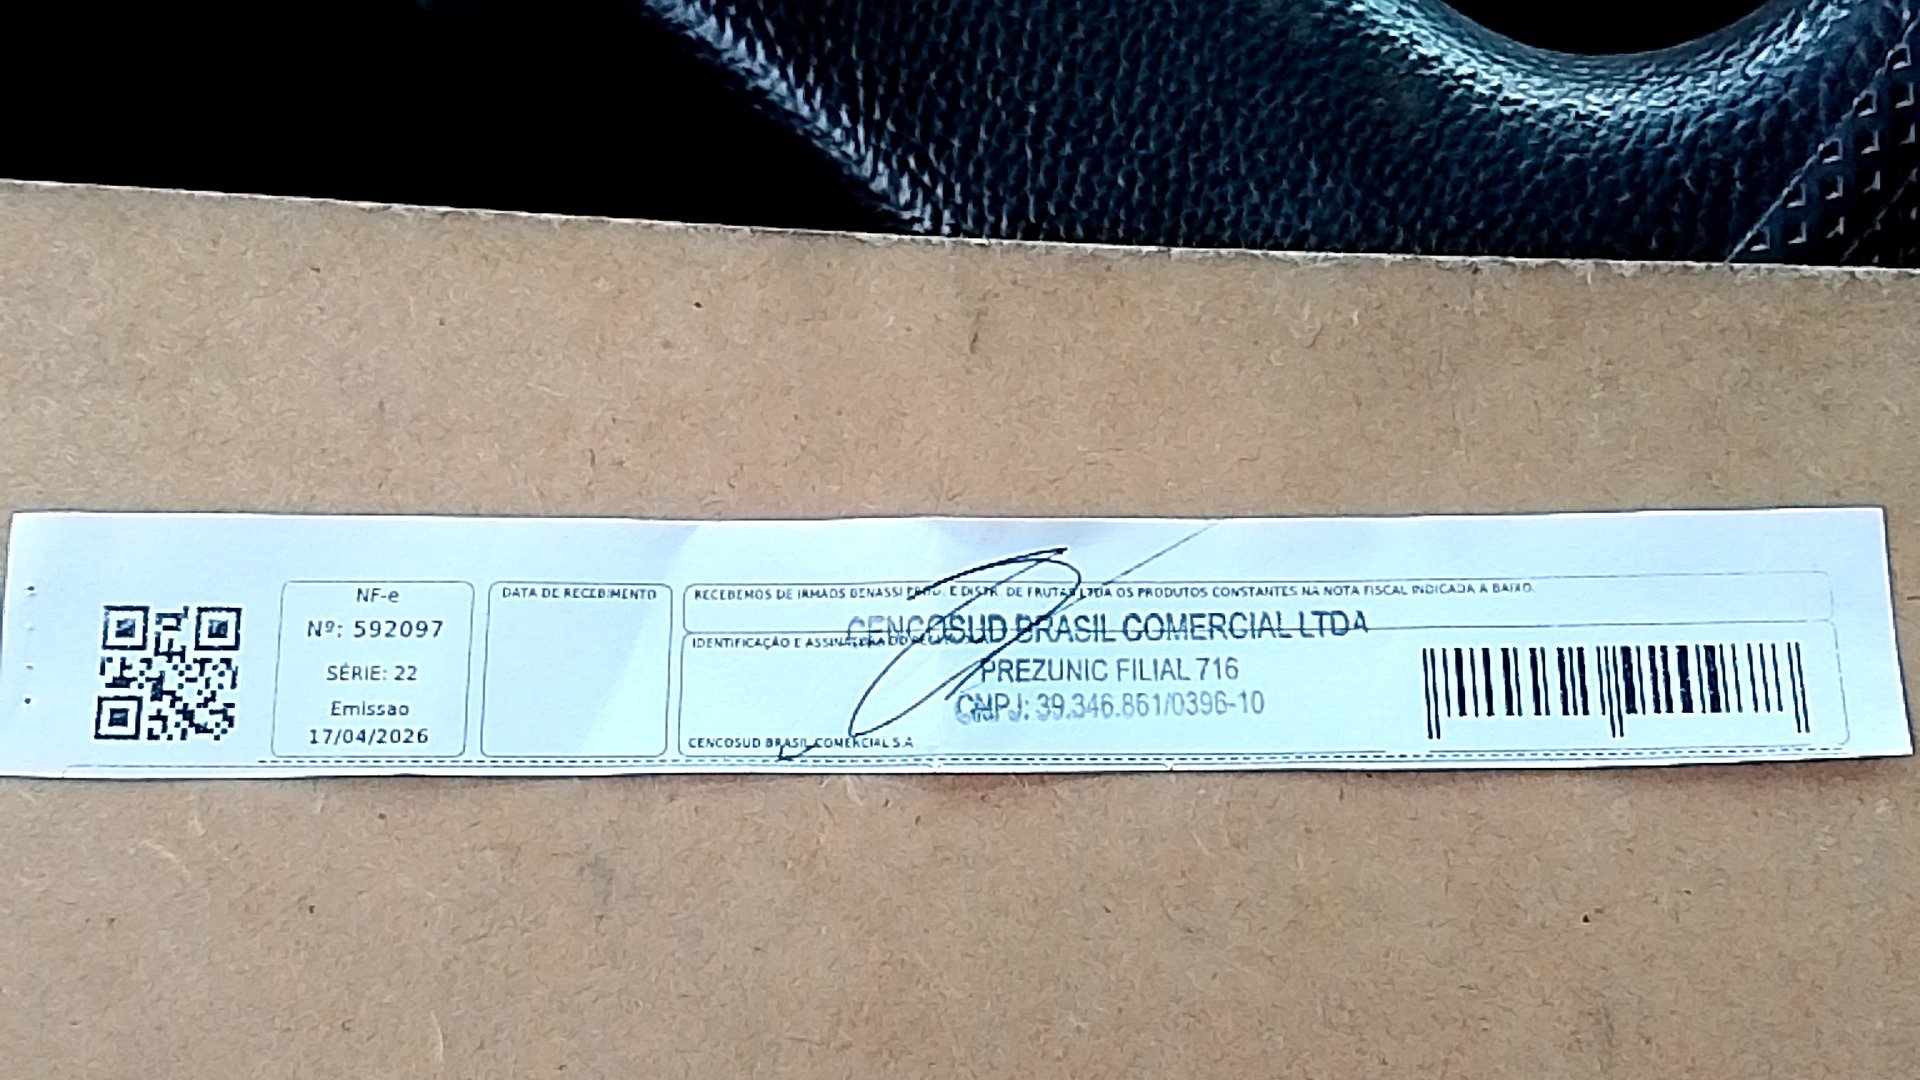 NF-e
Nº: 592097
SÉRIE: 22
Emissao
17/04/2026
DATA DE RECEBIMENTO
RECEBEMOS DE IRMAOS BENASSI PROD. E DISTR. DE FRUTAS LTDA OS PRODUTOS CONSTANTES NA NOTA FISCAL INDICADA A BAIXO.
IDENTIFICAÇÃO E ASSINATURA DO
CENCOSUD BRASIL COMERCIAL LTDA
PREZUNIC FILIAL 716
CNPJ: 39.346.861/0396-10
CENCOSUD BRASIL COMERCIAL S.A